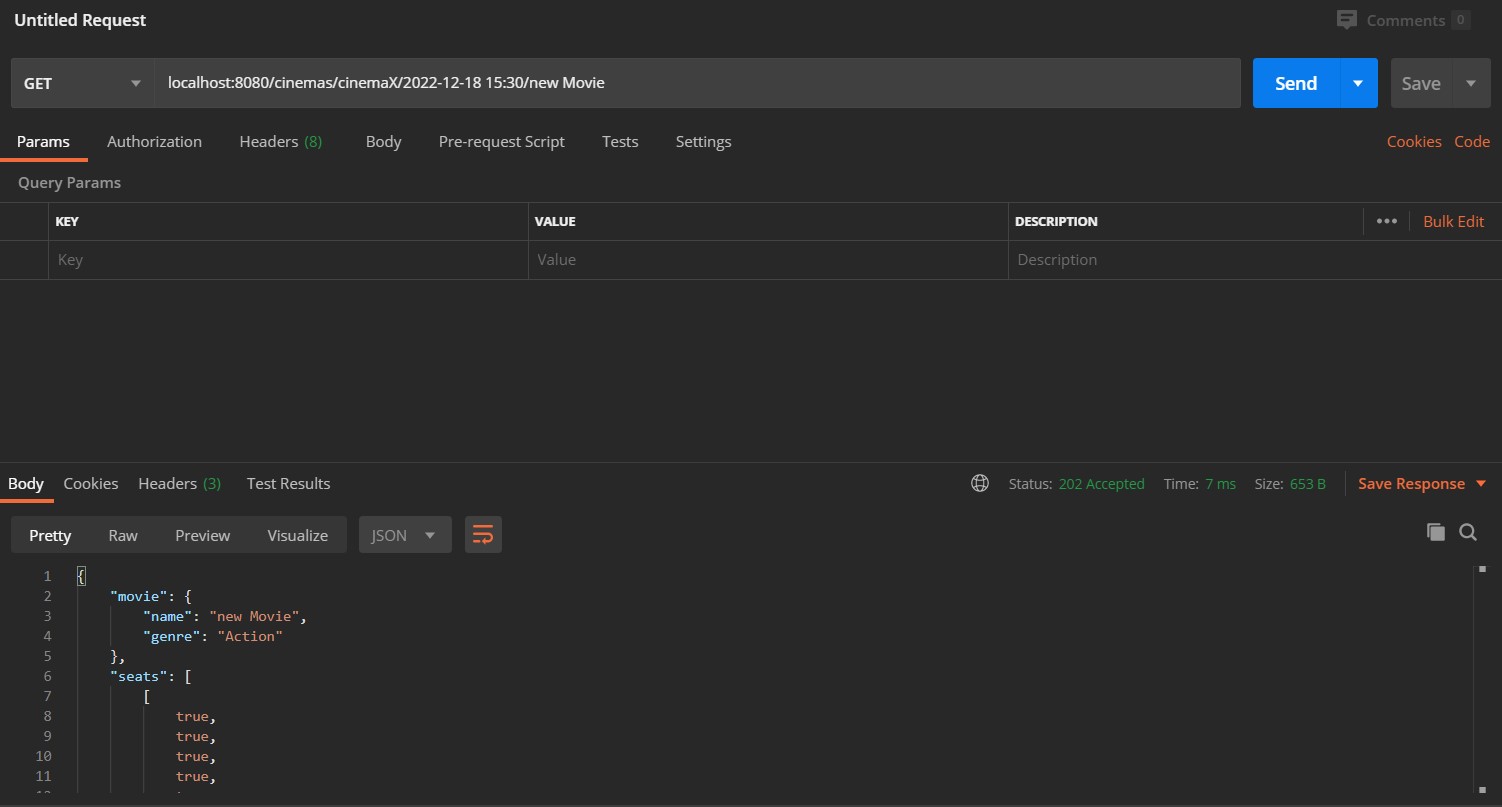 Untitled Request
Comments 0
GET localhost:8080/cinemas/cinemaX/2022-12-18 15:30/new Movie Send Save
Params Authorization Headers (8) Body Pre-request Script Tests Settings Cookies Code
Query Params
KEY VALUE DESCRIPTION ••• Bulk Edit
Key Value Description
Body Cookies Headers (3) Test Results Status: 202 Accepted Time: 7 ms Size: 653 B Save Response
Pretty Raw Preview Visualize JSON
1 {
2 "movie": {
3 "name": "new Movie",
4 "genre": "Action"
5 },
6 "seats": [
7 [
8 true,
9 true,
10 true,
11 true,